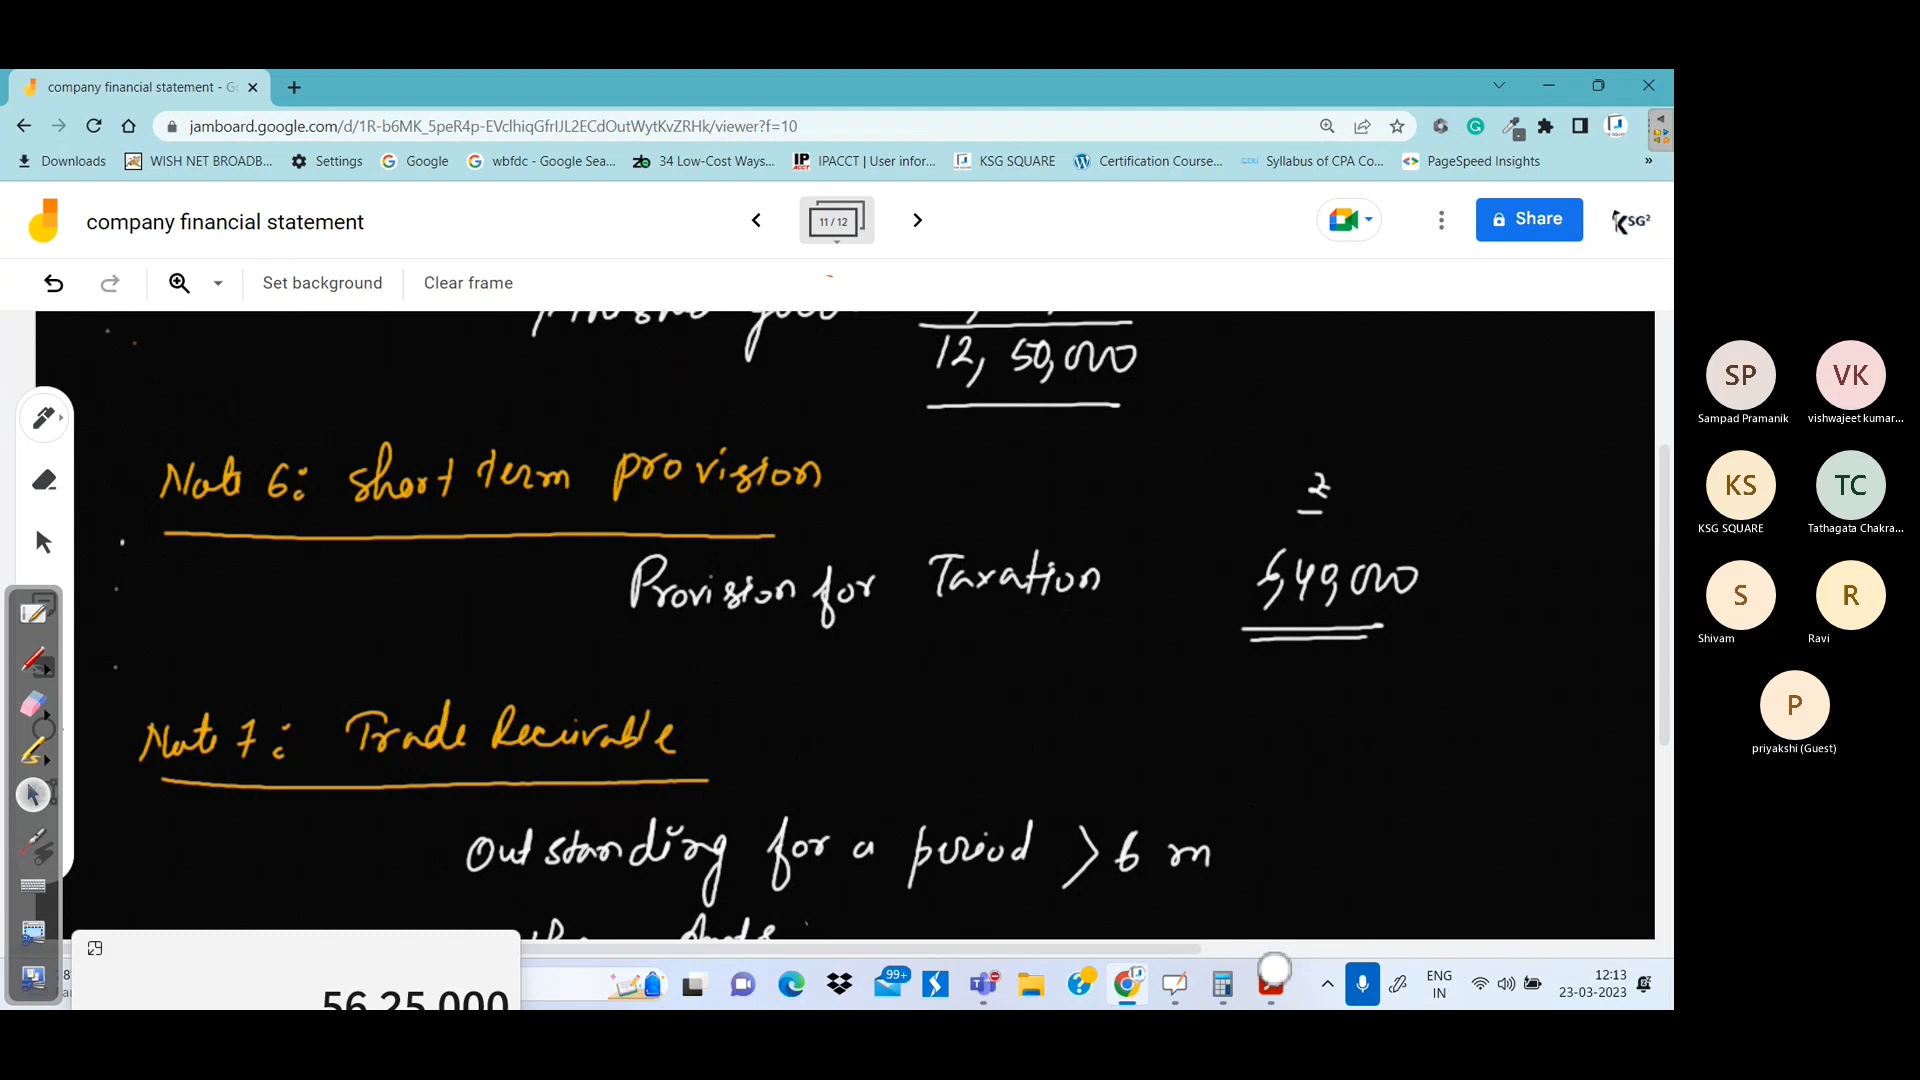 company financial statement - G
jamboard.google.com/d/1R-b6MK_5peR4p-EVclhiqGfrIJL2ECdOutWytKvZRHk/viewer?f=10
Downloads WISH NET BROADB... Settings Google wbfdc - Google Sea... 34 Low-Cost Ways... IPACCT | User infor... KSG SQUARE Certification Course... Syllabus of CPA Co... PageSpeed Insights »
company financial statement
11 / 12
Share
KSG²
Set background Clear frame
12, 50,000
Note 6: Short term provision
Provision for Taxation 5,49,000
Note 7: Trade Receivable
Outstanding for a period > 6 m
56,25,000
99+
ENG
IN
12:13
23-03-2023
SP
Sampad Pramanik
VK
vishwajeet kumar...
KS
KSG SQUARE
TC
Tathagata Chakra...
S
Shivam
R
Ravi
P
priyakshi (Guest)